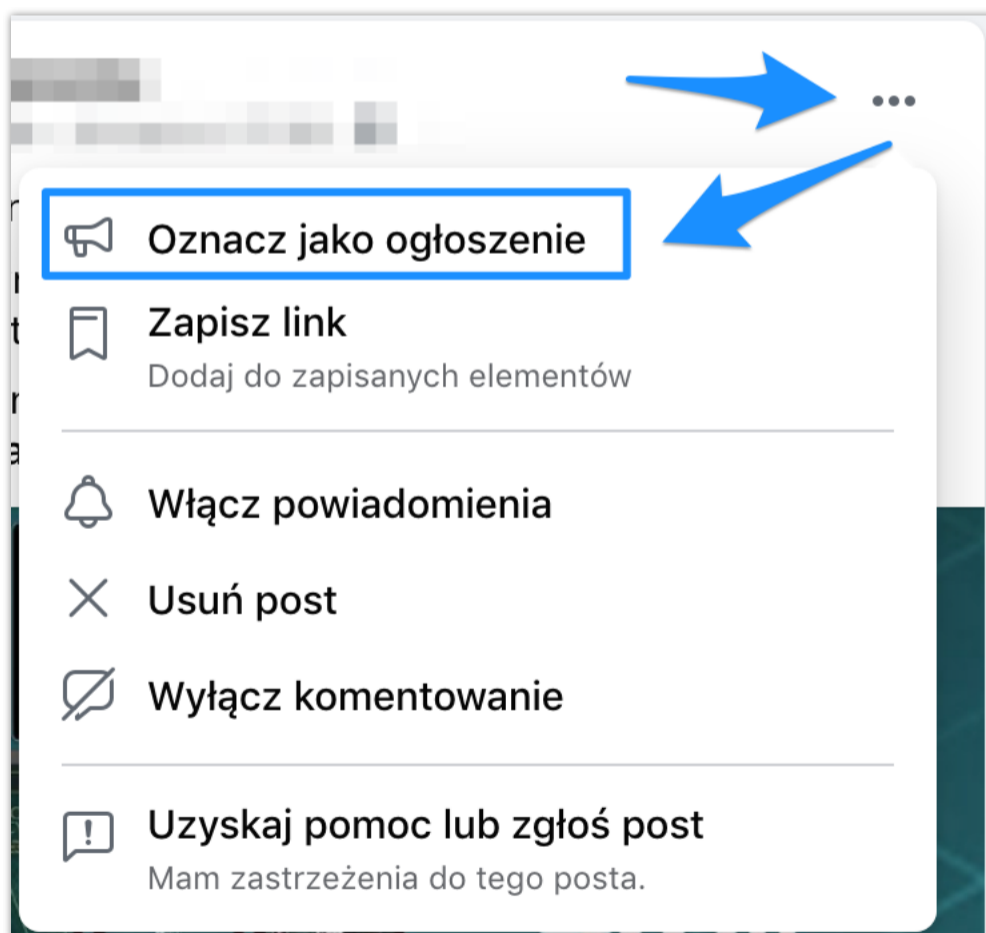 Oznacz jako ogłoszenie
Zapisz link
Dodaj do zapisanych elementów
Włącz powiadomienia
Usuń post
Wyłącz komentowanie
Uzyskaj pomoc lub zgłoś post
Mam zastrzeżenia do tego posta.